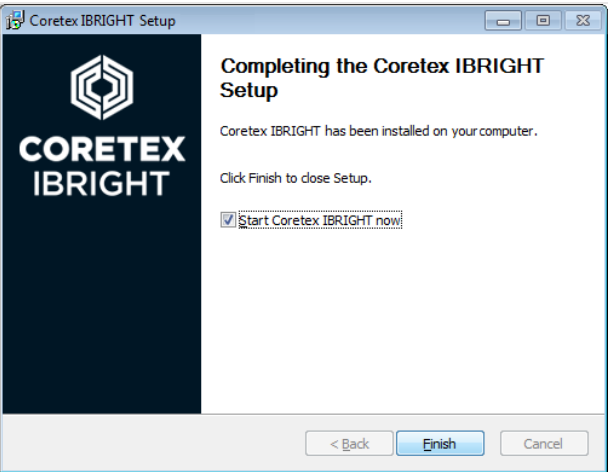 Coretex IBRIGHT Setup
CORETEX
IBRIGHT
Completing the Coretex IBRIGHT
Setup
Coretex IBRIGHT has been installed on your computer.
Click Finish to close Setup.
Start Coretex IBRIGHT now
< Back
Finish
Cancel